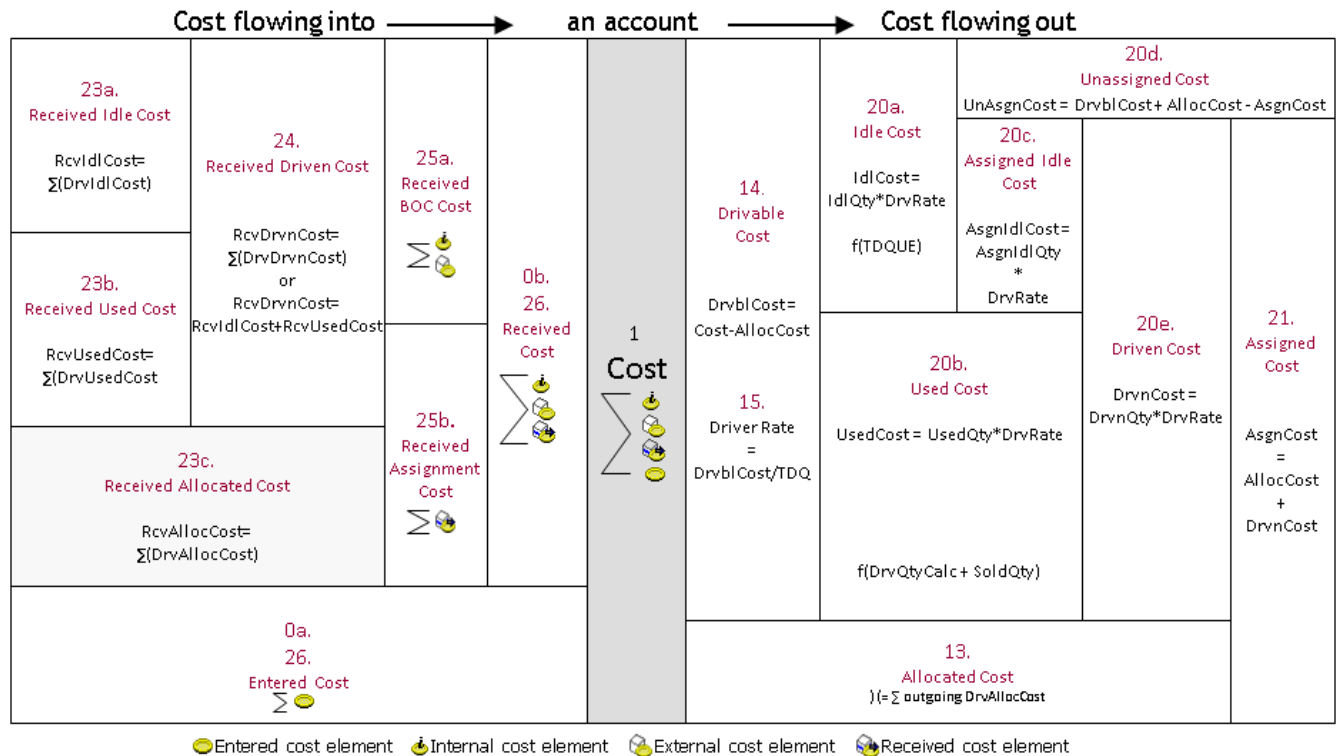 Cost flowing into
an account
Cost flowing out
23a.
Received Idle Cost
RcvIdlCost=
Σ(DrvIdlCost)
23b.
Received Used Cost
RcvUsedCost=
Σ(DrvUsedCost
24.
Received Driven Cost
RcvDrvnCost=
Σ(DrvDrvnCost)
or
RcvDrvnCost=
RcvIdlCost+RcvUsedCost
23c.
Received Allocated Cost
RcvAllocCost=
Σ(DrvAllocCost)
25a.
Received
BOC Cost
Σ
25b.
Received
Assignment
Cost
Σ
0b.
26.
Received
Cost
Σ
0a.
26.
Entered Cost
Σ
1
Cost
Σ
14.
Drivable
Cost
DrvblCost=
Cost-AllocCost
15.
Driver Rate
=
DrvblCost/TDQ
20a.
Idle Cost
IdlCost=
IdlQty*DrvRate
f(TDQUE)
20d.
Unassigned Cost
UnAsgnCost = DrvblCost+ AllocCost-AsgnCost
20c.
Assigned Idle
Cost
AsgnIdlCost=
AsgnIdlQty
*
DrvRate
20b.
Used Cost
UsedCost = UsedQty*DrvRate
f(DrvQtyCalc + SoldQty)
20e.
Driven Cost
DrvnCost=
DrvnQty*DrvRate
21.
Assigned
Cost
AsgnCost
=
AllocCost
+
DrvnCost
13.
Allocated Cost
)(=Σ outgoing DrvAllocCost
Entered cost element
Internal cost element
External cost element
Received cost element